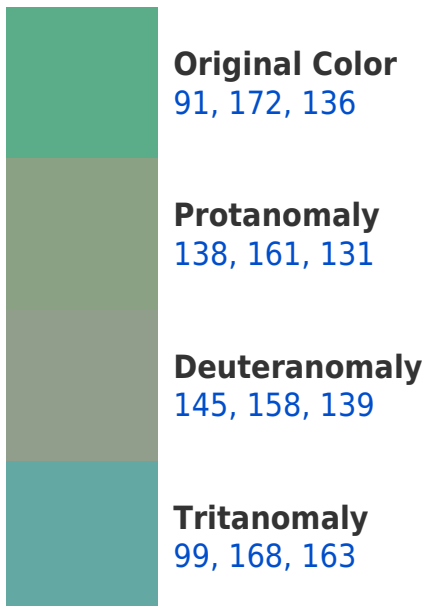 Original Color
91, 172, 136
Protanomaly
138, 161, 131
Deuteranomaly
145, 158, 139
Tritanomaly
99, 168, 163